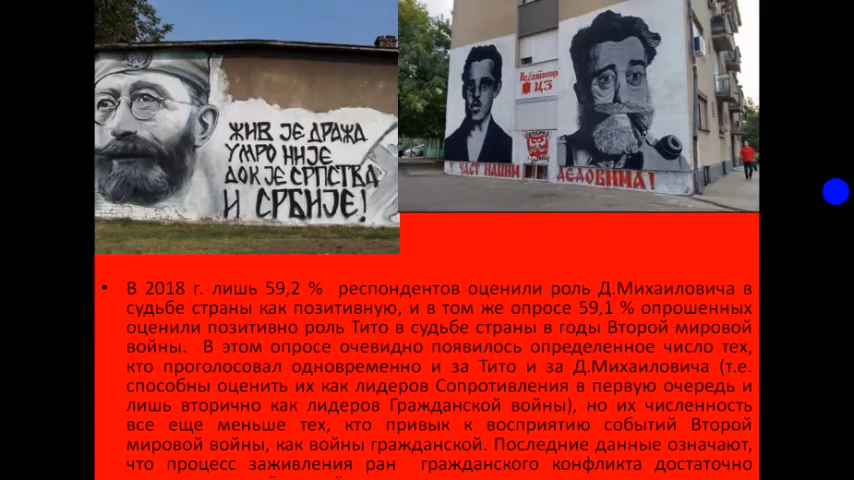 ЖИВ ЈЕ ДРАЖА
УМРО НИЈЕ
ДОК ЈЕ СРПСТВА
И СРБИЈЕ!
ЦЗ
У ЧАСТ НАШИМ ДЕДОВИМА!
• В 2018 г. лишь 59,2 % респондентов оценили роль Д.Михаиловича в
судьбе страны как позитивную, и в том же опросе 59,1 % опрошенных
оценили позитивно роль Тито в судьбе страны в годы Второй мировой
войны. В этом опросе очевидно появилось определенное число тех,
кто проголосовал одновременно и за Тито и за Д.Михаиловича (т.е.
способны оценить их как лидеров Сопротивления в первую очередь и
лишь вторично как лидеров Гражданской войны), но их численность
все еще меньше тех, кто привык к восприятию событий Второй
мировой войны, как войны гражданской. Последние данные означают,
что процесс заживления ран гражданского конфликта достаточно